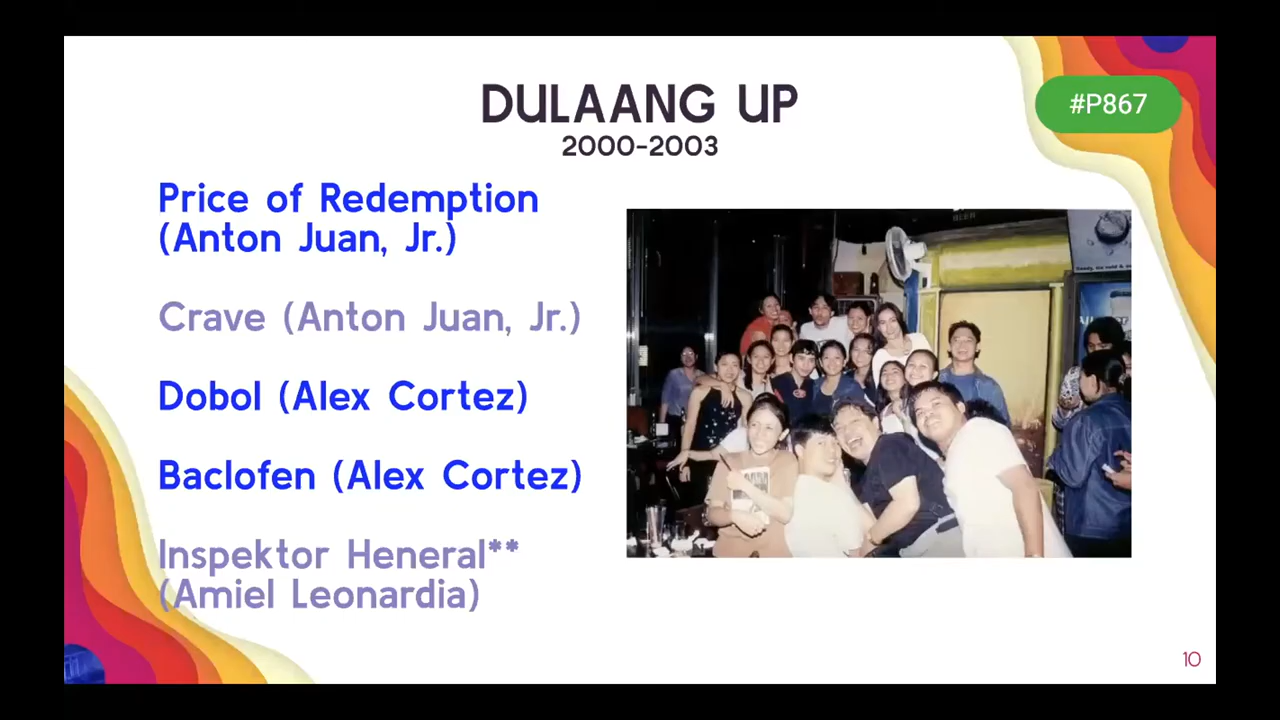 DULAANG UP
2000-2003
#P867
Price of Redemption
(Anton Juan, Jr.)
Crave (Anton Juan, Jr.)
Dobol (Alex Cortez)
Baclofen (Alex Cortez)
Inspektor Heneral**
(Amiel Leonardia)
10